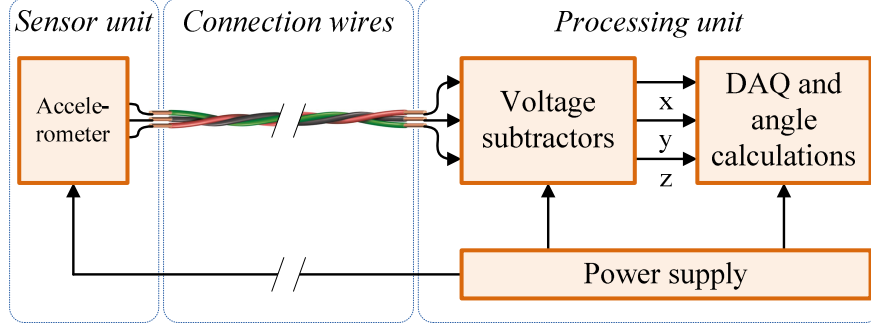 Sensor unit
Connection wires
Processing unit
Accele-
rometer
Voltage
subtractors
x
y
z
DAQ and
angle
calculations
Power supply